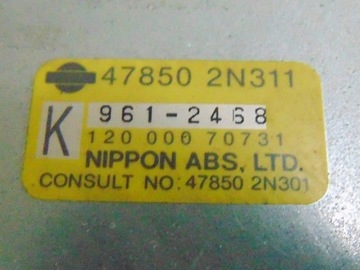 47850 2N311
K 961-2468
120 000 70731
NIPPON ABS, LTD.
CONSULT NO: 47850 2N301